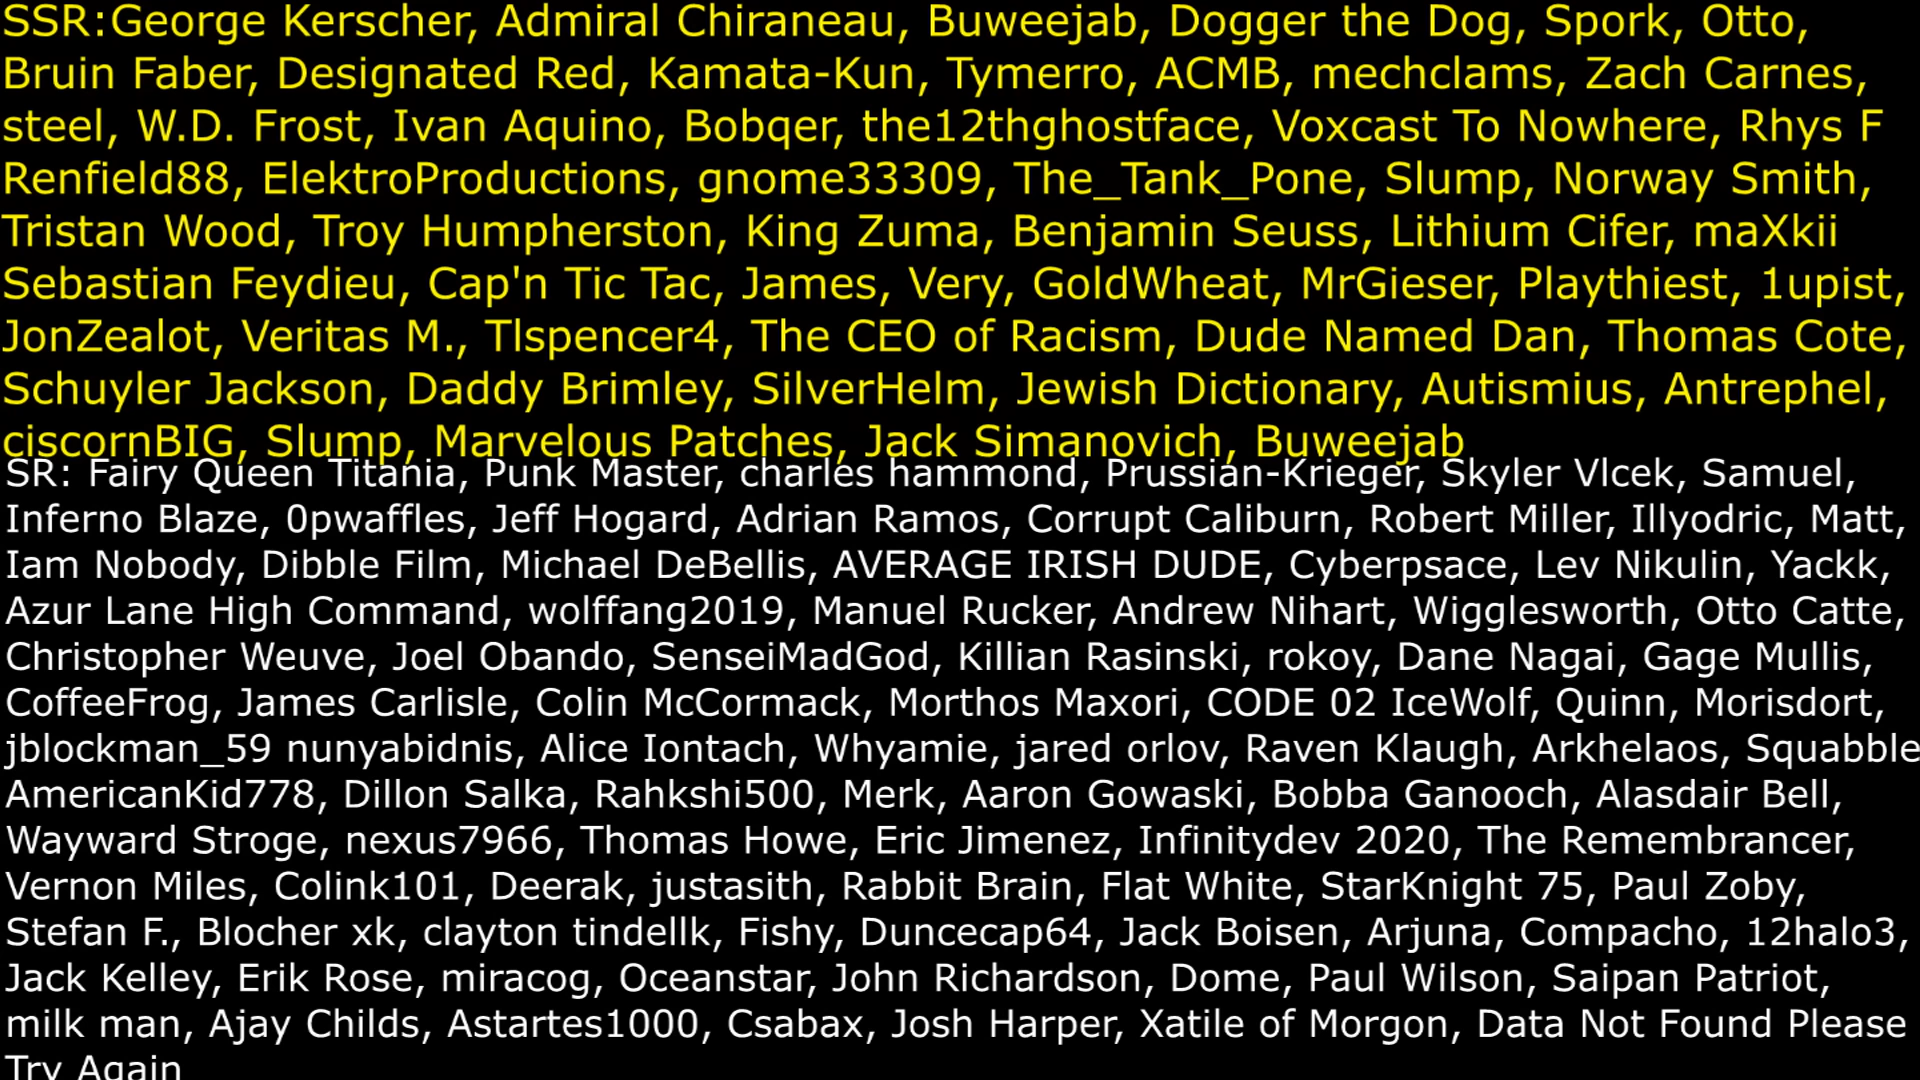 SSR:George Kerscher, Admiral Chiraneau, Buweejab, Dogger the Dog, Spork, Otto,
Bruin Faber, Designated Red, Kamata-Kun, Tymerro, ACMB, mechclams, Zach Carnes,
steel, W.D. Frost, Ivan Aquino, Bobqer, the12thghostface, Voxcast To Nowhere, Rhys F
Renfield88, ElektroProductions, gnome33309, The_Tank_Pone, Slump, Norway Smith,
Tristan Wood, Troy Humpherston, King Zuma, Benjamin Seuss, Lithium Cifer, maXkii
Sebastian Feydieu, Cap'n Tic Tac, James, Very, GoldWheat, MrGieser, Playthiest, 1upist,
JonZealot, Veritas M., Tlspencer4, The CEO of Racism, Dude Named Dan, Thomas Cote,
Schuyler Jackson, Daddy Brimley, SilverHelm, Jewish Dictionary, Autismius, Antrephel,
ciscornBIG, Slump, Marvelous Patches, Jack Simanovich, Buweejab
SR: Fairy Queen Titania, Punk Master, charles hammond, Prussian-Krieger, Skyler Vlcek, Samuel,
Inferno Blaze, 0pwaffles, Jeff Hogard, Adrian Ramos, Corrupt Caliburn, Robert Miller, Illyodric, Matt,
Iam Nobody, Dibble Film, Michael DeBellis, AVERAGE IRISH DUDE, Cyberpsace, Lev Nikulin, Yackk,
Azur Lane High Command, wolffang2019, Manuel Rucker, Andrew Nihart, Wigglesworth, Otto Catte,
Christopher Weuve, Joel Obando, SenseiMadGod, Killian Rasinski, rokoy, Dane Nagai, Gage Mullis,
CoffeeFrog, James Carlisle, Colin McCormack, Morthos Maxori, CODE 02 IceWolf, Quinn, Morisdort,
jblockman_59 nunyabidnis, Alice Iontach, Whyamie, jared orlov, Raven Klaugh, Arkhelaos, Squabble
AmericanKid778, Dillon Salka, Rahkshi500, Merk, Aaron Gowaski, Bobba Ganooch, Alasdair Bell,
Wayward Stroge, nexus7966, Thomas Howe, Eric Jimenez, Infinitydev 2020, The Remembrancer,
Vernon Miles, Colink101, Deerak, justasith, Rabbit Brain, Flat White, StarKnight 75, Paul Zoby,
Stefan F., Blocher xk, clayton tindellk, Fishy, Duncecap64, Jack Boisen, Arjuna, Compacho, 12halo3,
Jack Kelley, Erik Rose, miracog, Oceanstar, John Richardson, Dome, Paul Wilson, Saipan Patriot,
milk man, Ajay Childs, Astartes1000, Csabax, Josh Harper, Xatile of Morgon, Data Not Found Please
Try Again